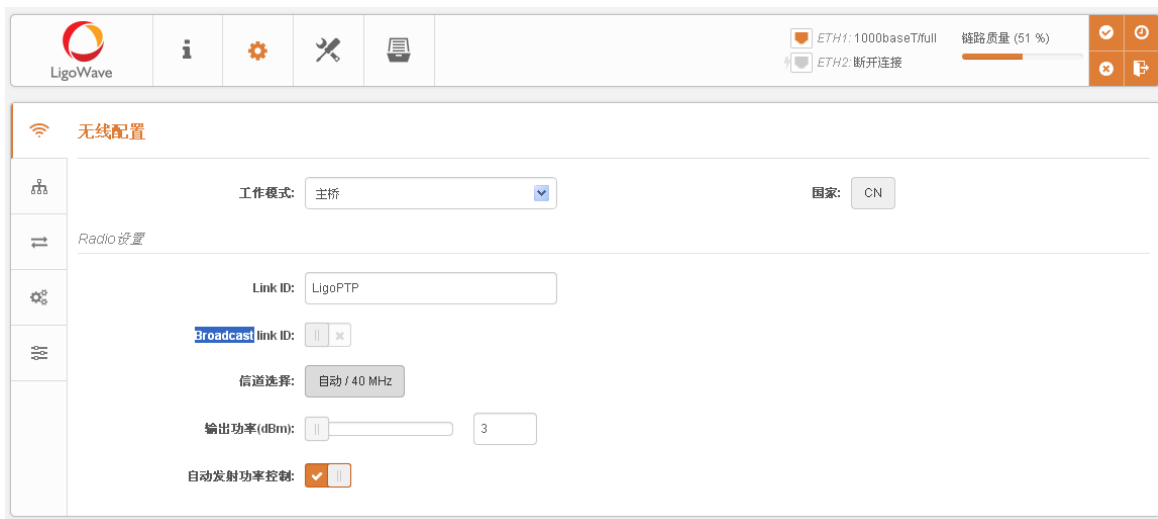 LigoWave
ETH1: 1000baseT/full
ETH2: 断开连接
链路质量 (51 %)
无线配置
工作模式: 主桥
国家: CN
Radio设置
Link ID: LigoPTP
Broadcast link ID:
信道选择: 自动 / 40 MHz
输出功率(dBm): 3
自动发射功率控制: